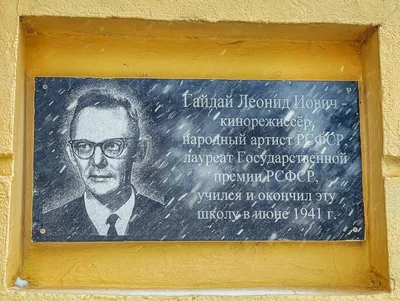 Гайдай Леонид Иович -
кинорежиссёр,
народный артист РСФСР,
лауреат Государственной
премии РСФСР,
учился и окончил эту
школу в июне 1941 г.